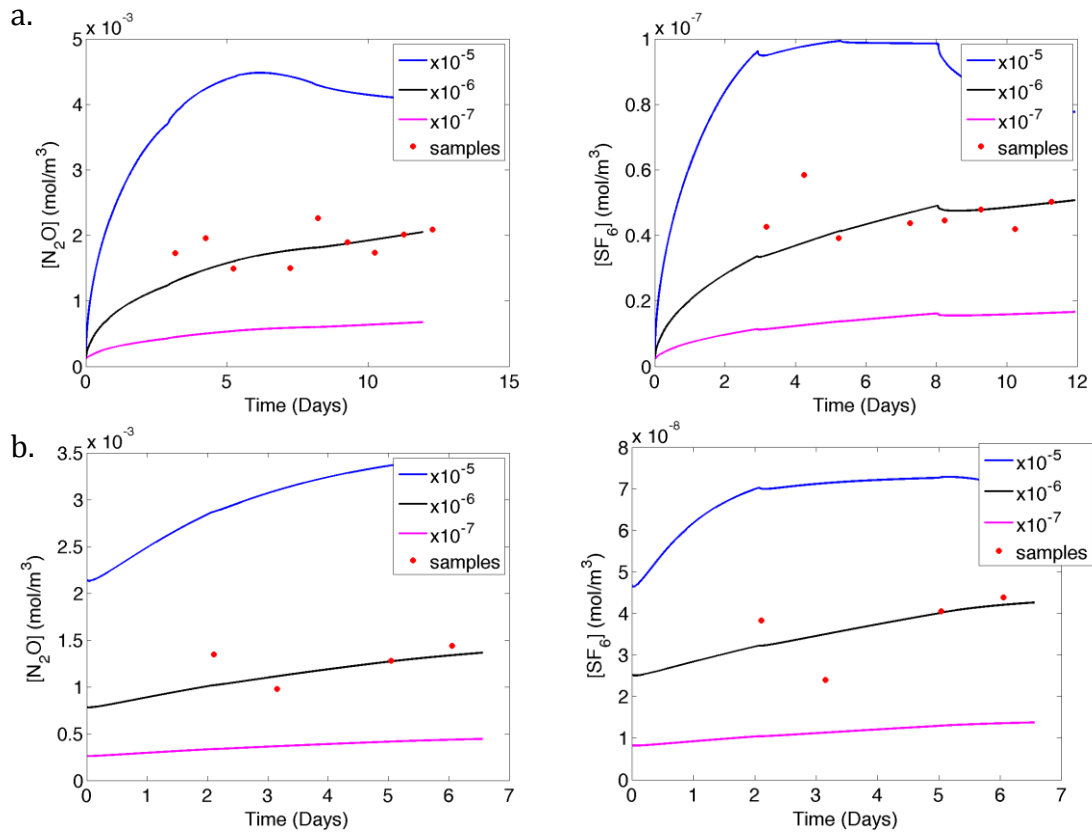 a.
x 10-3
5
4
3
2
1
0
0 5 10 15
[N2O] (mol/m3)
Time (Days)
x10-5
x10-6
x10-7
samples
x 10-7
1
0.8
0.6
0.4
0.2
0
0 2 4 6 8 10 12
[SF6] (mol/m3)
Time (Days)
x10-5
x10-6
x10-7
samples
b.
x 10-3
3.5
3
2.5
2
1.5
1
0.5
0
0 1 2 3 4 5 6 7
[N2O] (mol/m3)
Time (Days)
x10-5
x10-6
x10-7
samples
x 10-8
8
7
6
5
4
3
2
1
0
0 1 2 3 4 5 6 7
[SF6] (mol/m3)
Time (Days)
x10-5
x10-6
x10-7
samples